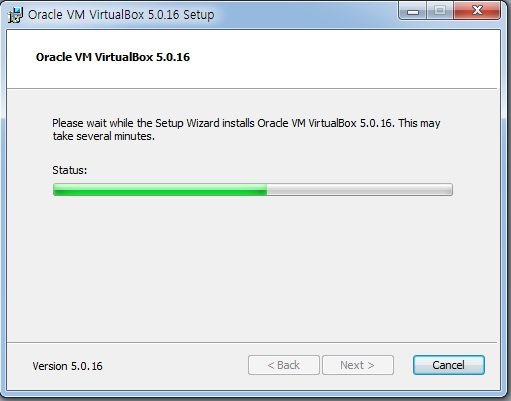 Oracle VM VirtualBox 5.0.16 Setup
Oracle VM VirtualBox 5.0.16
Please wait while the Setup Wizard installs Oracle VM VirtualBox 5.0.16. This may
take several minutes.
Status:
Version 5.0.16
< Back
Next >
Cancel